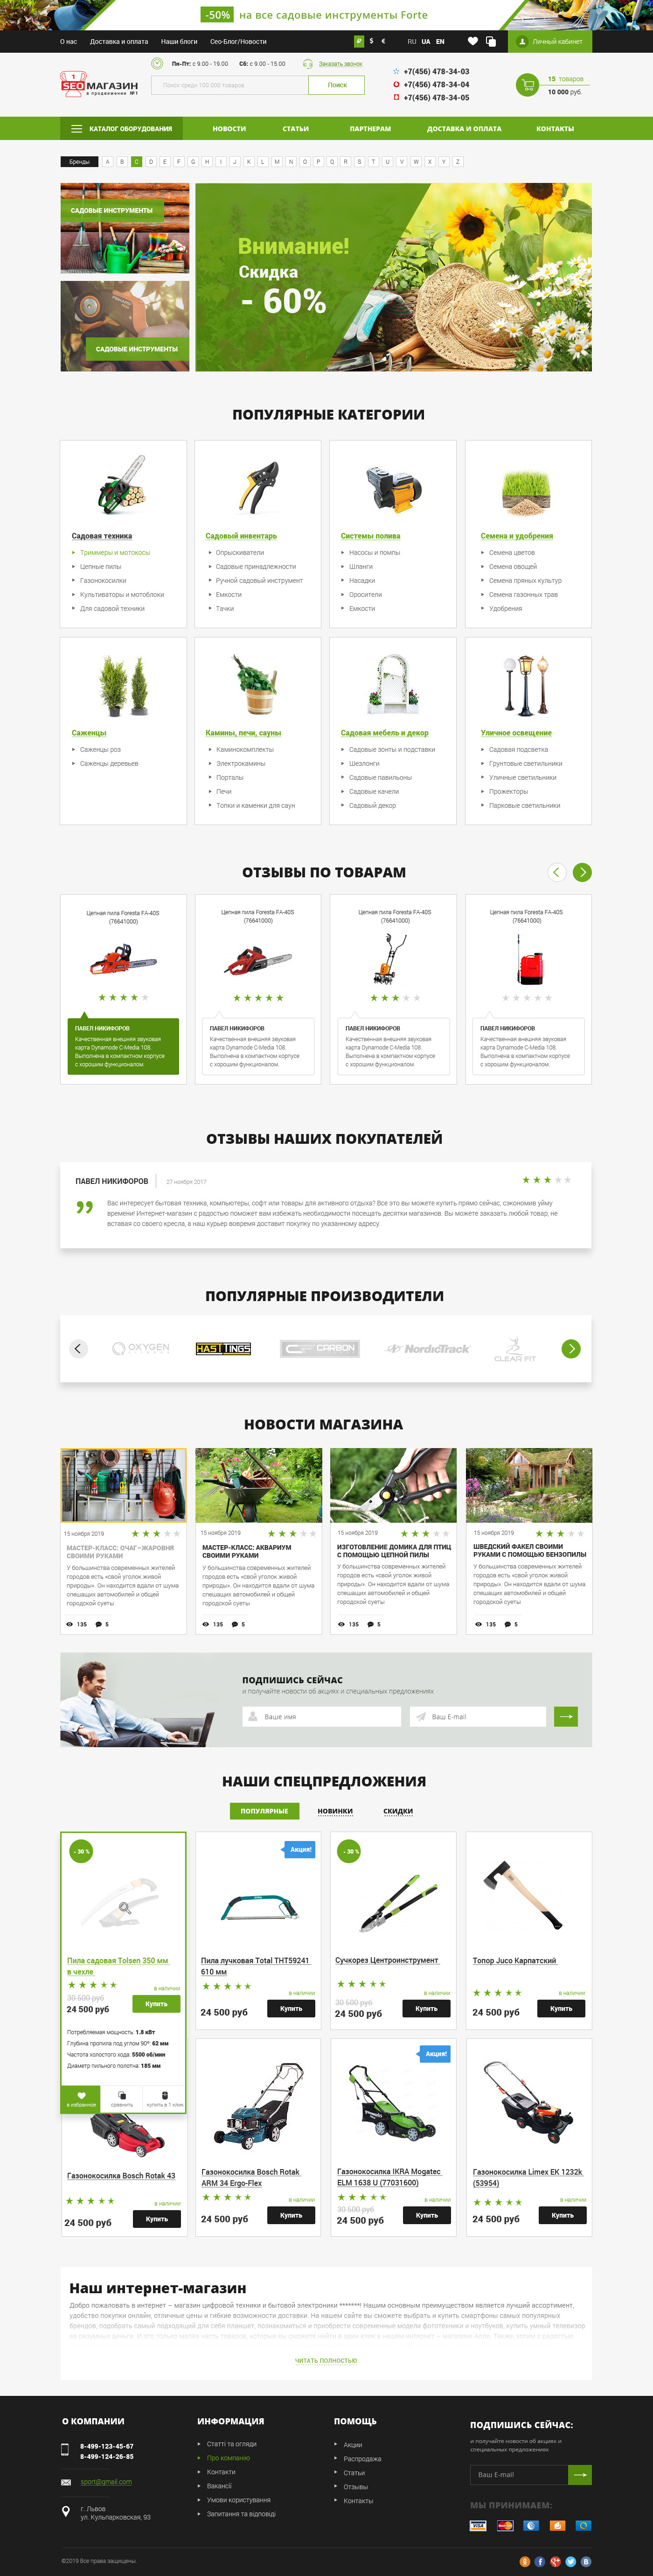 -50% на все садовые инструменты Forte
О нас Доставка и оплата Наши блоги Сео-Блог/Новости ₽ $ € RU UA EN Личный кабинет
Пн-Пт: с 9.00 - 19.00 Сб: с 9.00 - 15.00 Заказать звонок
SEO МАГАЗИН
в продвижении №1
Поиск среди 100 000 товаров Поиск
+7(456) 478-34-03
+7(456) 478-34-04
+7(456) 478-34-05
15 товаров
10 000 руб.
КАТАЛОГ ОБОРУДОВАНИЯ НОВОСТИ СТАТЬИ ПАРТНЕРАМ ДОСТАВКА И ОПЛАТА КОНТАКТЫ
Бренды A B C D E F G H I J K L M N O P Q R S T U V W X Y Z
САДОВЫЕ ИНСТРУМЕНТЫ
САДОВЫЕ ИНСТРУМЕНТЫ
Внимание!
Скидка
- 60%
ПОПУЛЯРНЫЕ КАТЕГОРИИ
Садовая техника
Триммеры и мотокосы
Цепные пилы
Газонокосилки
Культиваторы и мотоблоки
Для садовой техники
Садовый инвентарь
Опрыскиватели
Садовые принадлежности
Ручной садовый инструмент
Емкости
Тачки
Системы полива
Насосы и помпы
Шланги
Насадки
Оросители
Емкости
Семена и удобрения
Семена цветов
Семена овощей
Семена пряных культур
Семена газонных трав
Удобрения
Саженцы
Саженцы роз
Саженцы деревьев
Камины, печи, сауны
Каминокомплекты
Электрокамины
Порталы
Печи
Топки и каменки для саун
Садовая мебель и декор
Садовые зонты и подставки
Шезлонги
Садовые павильоны
Садовые качели
Садовый декор
Уличное освещение
Садовая подсветка
Грунтовые светильники
Уличные светильники
Прожекторы
Парковые светильники
ОТЗЫВЫ ПО ТОВАРАМ
Цепная пила Foresta FA-40S
(76641000)
ПАВЕЛ НИКИФОРОВ
Качественная внешняя звуковая
карта Dynamode C-Media 108.
Выполнена в компактном корпусе
с хорошим функционалом.
Цепная пила Foresta FA-40S
(76641000)
ПАВЕЛ НИКИФОРОВ
Качественная внешняя звуковая
карта Dynamode C-Media 108.
Выполнена в компактном корпусе
с хорошим функционалом.
Цепная пила Foresta FA-40S
(76641000)
ПАВЕЛ НИКИФОРОВ
Качественная внешняя звуковая
карта Dynamode C-Media 108.
Выполнена в компактном корпусе
с хорошим функционалом.
Цепная пила Foresta FA-40S
(76641000)
ПАВЕЛ НИКИФОРОВ
Качественная внешняя звуковая
карта Dynamode C-Media 108.
Выполнена в компактном корпусе
с хорошим функционалом.
ОТЗЫВЫ НАШИХ ПОКУПАТЕЛЕЙ
ПАВЕЛ НИКИФОРОВ 27 ноября 2017
Вас интересует бытовая техника, компьютеры, софт или товары для активного отдыха? Все это вы можете купить прямо сейчас, сэкономив уйму
времени! Интернет-магазин с радостью поможет вам избежать необходимости посещать десятки магазинов. Вы можете заказать любой товар, не
вставая со своего кресла, а наш курьер вовремя доставит покупку по указанному адресу.
ПОПУЛЯРНЫЕ ПРОИЗВОДИТЕЛИ
OXYGEN HASTTINGS CARBON NordicTrack CLEAR FIT
НОВОСТИ МАГАЗИНА
15 ноября 2019
МАСТЕР-КЛАСС: ОЧАГ-ЖАРОВНЯ
СВОИМИ РУКАМИ
У большинства современных жителей
городов есть «свой уголок живой
природы». Он находится вдали от шума
спешащих автомобилей и общей
городской суеты
135 5
15 ноября 2019
МАСТЕР-КЛАСС: АКВАРИУМ
СВОИМИ РУКАМИ
У большинства современных жителей
городов есть «свой уголок живой
природы». Он находится вдали от шума
спешащих автомобилей и общей
городской суеты
135 5
15 ноября 2019
ИЗГОТОВЛЕНИЕ ДОМИКА ДЛЯ ПТИЦ
С ПОМОЩЬЮ ЦЕПНОЙ ПИЛЫ
У большинства современных жителей
городов есть «свой уголок живой
природы». Он находится вдали от шума
спешащих автомобилей и общей
городской суеты
135 5
15 ноября 2019
ШВЕДСКИЙ ФАКЕЛ СВОИМИ
РУКАМИ С ПОМОЩЬЮ БЕНЗОПИЛЫ
У большинства современных жителей
городов есть «свой уголок живой
природы». Он находится вдали от шума
спешащих автомобилей и общей
городской суеты
135 5
ПОДПИШИСЬ СЕЙЧАС
и получайте новости об акциях и специальных предложениях
Ваше имя Ваш E-mail
НАШИ СПЕЦПРЕДЛОЖЕНИЯ
ПОПУЛЯРНЫЕ НОВИНКИ СКИДКИ
- 30 %
Пила садовая Tolsen 350 мм
в чехле
в наличии
30 500 руб
24 500 руб
Купить
Потребляемая мощность: 1.8 кВт
Глубина пропила под углом 90º: 62 мм
Частота холостого хода: 5500 об/мин
Диаметр пильного полотна: 185 мм
в избранное сравнить купить в 1 клик
Акция!
Пила лучковая Total THT59241
610 мм
в наличии
24 500 руб
Купить
- 30 %
Сучкорез Центроинструмент
в наличии
30 500 руб
24 500 руб
Купить
Топор Juco Карпатский
в наличии
24 500 руб
Купить
Газонокосилка Bosch Rotak 43
в наличии
24 500 руб
Купить
Газонокосилка Bosch Rotak
ARM 34 Ergo-Flex
в наличии
24 500 руб
Купить
Акция!
Газонокосилка IKRA Mogatec
ELM 1638 U (77031600)
в наличии
30 500 руб
24 500 руб
Купить
Газонокосилка Limex EK 1232k
(53954)
в наличии
24 500 руб
Купить
Наш интернет-магазин
Добро пожаловать в интернет – магазин цифровой техники и бытовой электроники *******! Нашим основным преимуществом является лучший ассортимент,
удобство покупки онлайн, отличные цены и гибкие возможности доставки. На нашем сайте вы сможете выбрать и купить смартфоны самых популярных
брендов, подобрать самый подходящий для себя планшет, познакомиться и приобрести современные модели фототехники и ноутбуков, купить умный телевизор
ЧИТАТЬ ПОЛНОСТЬЮ
О КОМПАНИИ
8-499-123-45-67
8-499-124-26-85
sport@gmail.com
г. Львов
ул. Кульпарковская, 93
ИНФОРМАЦИЯ
Статті та огляди
Про компанію
Контакти
Вакансії
Умови користування
Запитання та відповіді
ПОМОЩЬ
Акции
Распродажа
Статьи
Отзывы
Контакты
ПОДПИШИСЬ СЕЙЧАС:
и получайте новости об акциях и
специальных предложениях
Ваш E-mail
МЫ ПРИНИМАЕМ:
VISA MasterCard
©2019 Все права защищены.